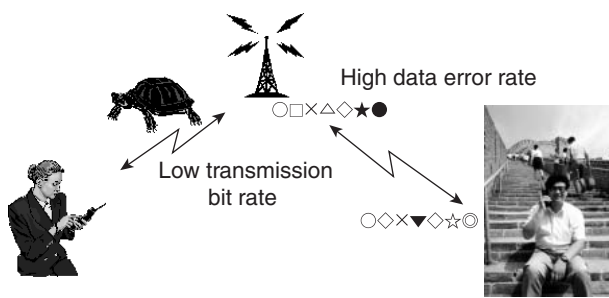 High data error rate
○□×△◇★●
Low transmission
bit rate
○◇×▼◇☆◎